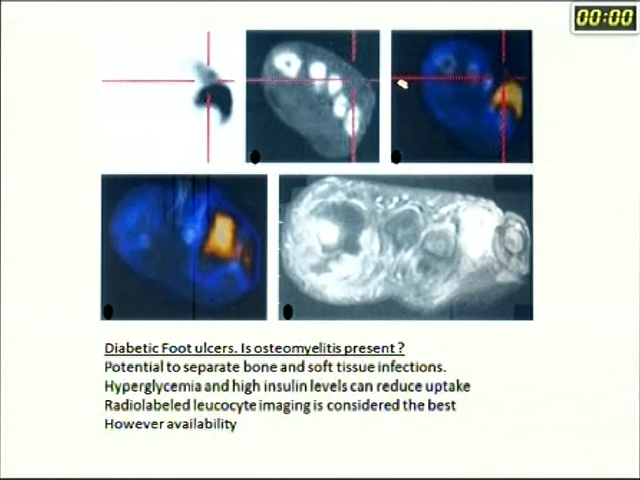 00:00
Diabetic Foot ulcers. Is osteomyelitis present ?
Potential to separate bone and soft tissue infections.
Hyperglycemia and high insulin levels can reduce uptake
Radiolabeled leucocyte imaging is considered the best
However availability